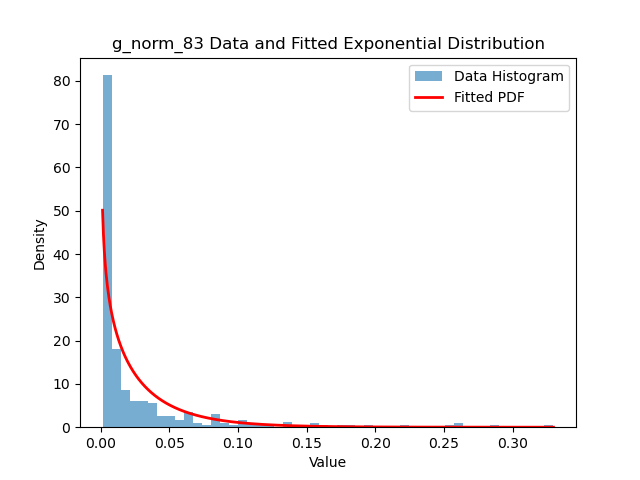 g_norm_83 Data and Fitted Exponential Distribution
Data Histogram
Fitted PDF
80
70
60
50
40
30
20
10
0
Density
0.00 0.05 0.10 0.15 0.20 0.25 0.30
Value